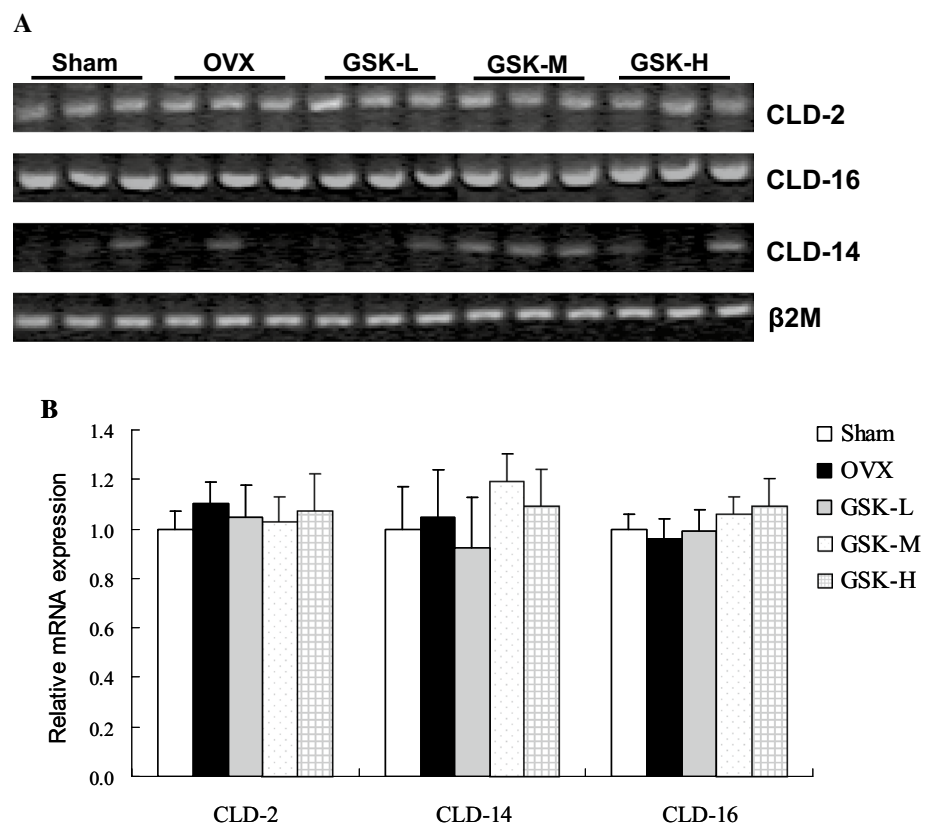 A
Sham OVX GSK-L GSK-M GSK-H
CLD-2
CLD-16
CLD-14
β2M
B
Relative mRNA expression
1.4
1.2
1.0
0.8
0.6
0.4
0.2
0.0
CLD-2 CLD-14 CLD-16
Sham
OVX
GSK-L
GSK-M
GSK-H